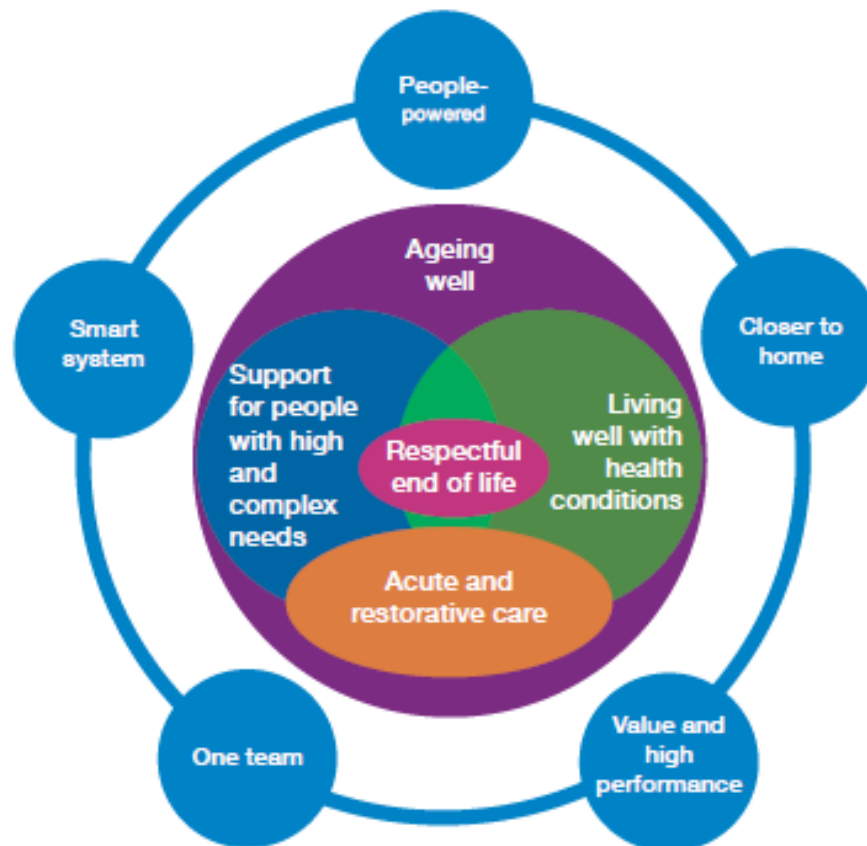 People-
powered
Ageing
well
Smart
system
Closer to
home
Support
for people
with high
and
complex
needs
Living
well with
health
conditions
Respectful
end of life
Acute and
restorative care
One team
Value and
high
performance